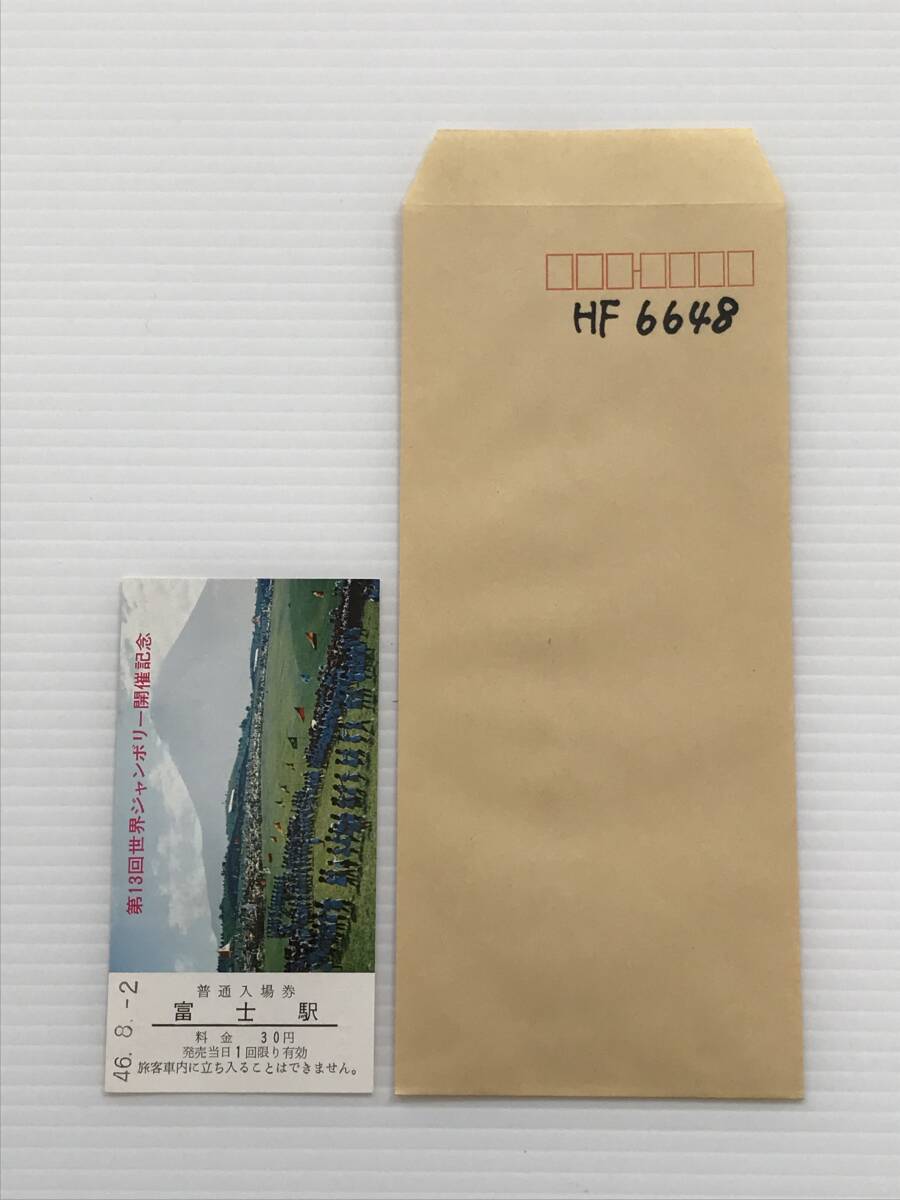 HF 6648
第13回世界ジャンボリー開催記念
46. 8. -2
普通入場券
富士駅
料金 30円
発売当日1回限り有効
旅客車内に立ち入ることはできません。